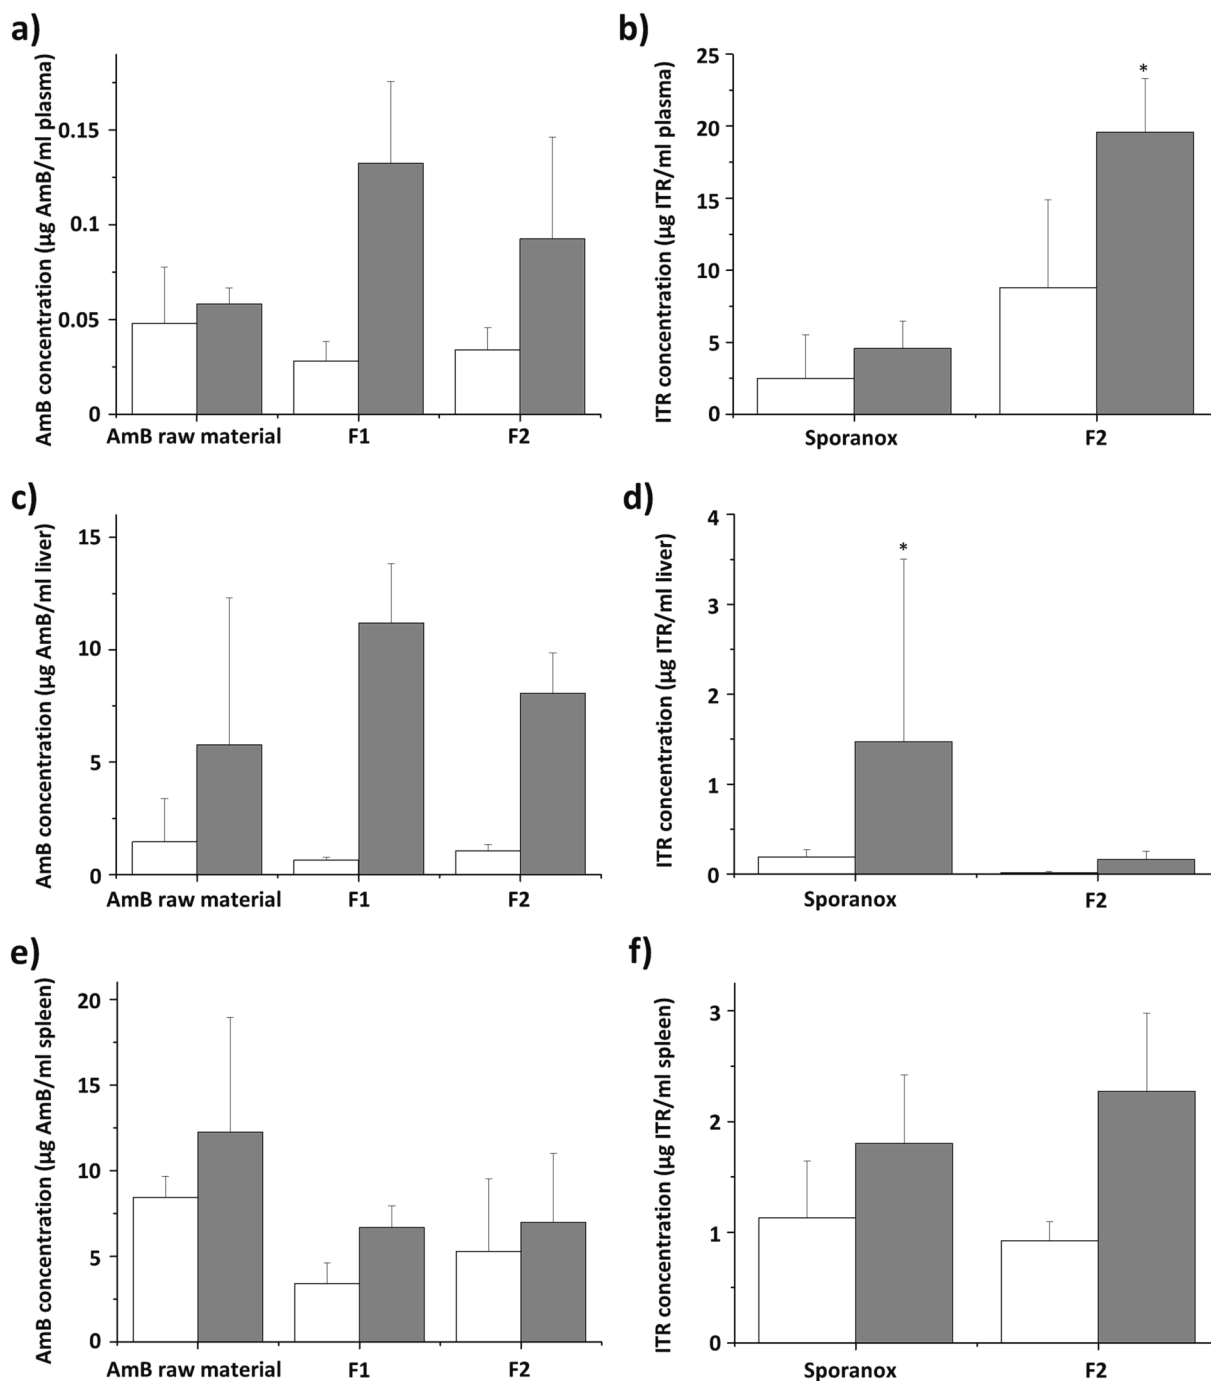 a)
AmB concentration (µg AmB/ml plasma)
0.15
0.1
0.05
0
AmB raw material
F1
F2
b)
ITR concentration (µg ITR/ml plasma)
25
20
15
10
5
0
*
Sporanox
F2
c)
AmB concentration (µg AmB/ml liver)
15
10
5
0
AmB raw material
F1
F2
d)
ITR concentration (µg ITR/ml liver)
4
3
2
1
0
*
Sporanox
F2
e)
AmB concentration (µg AmB/ml spleen)
20
15
10
5
0
AmB raw material
F1
F2
f)
ITR concentration (µg ITR/ml spleen)
3
2
1
0
Sporanox
F2